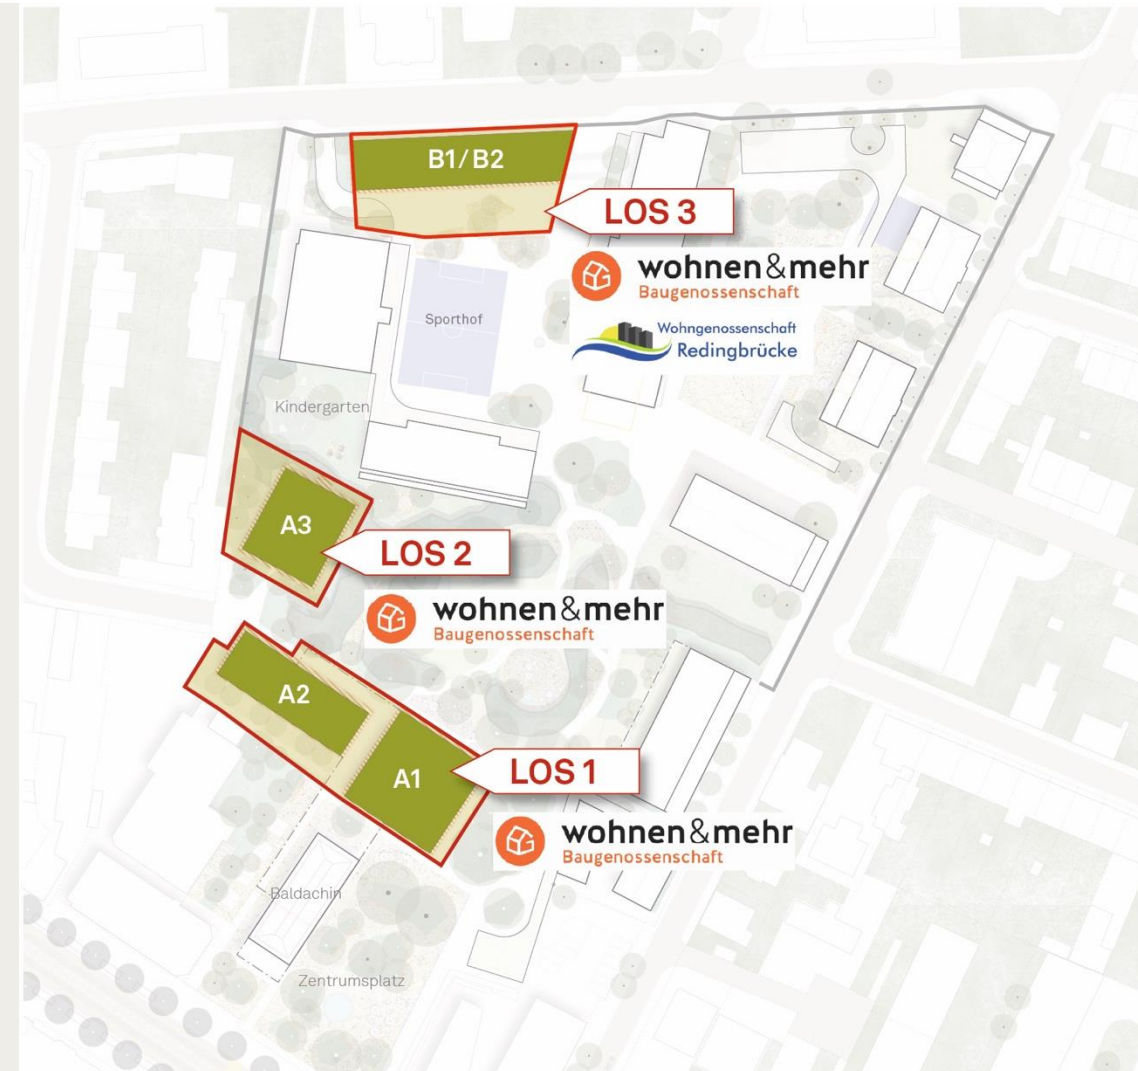 B1/B2
LOS 3
wohnen&mehr
Baugenossenschaft
Sporthof
Wohngenossenschaft
Redingbrücke
Kindergarten
A3
LOS 2
wohnen&mehr
Baugenossenschaft
A2
A1
LOS 1
wohnen&mehr
Baugenossenschaft
Baldachin
Zentrumsplatz